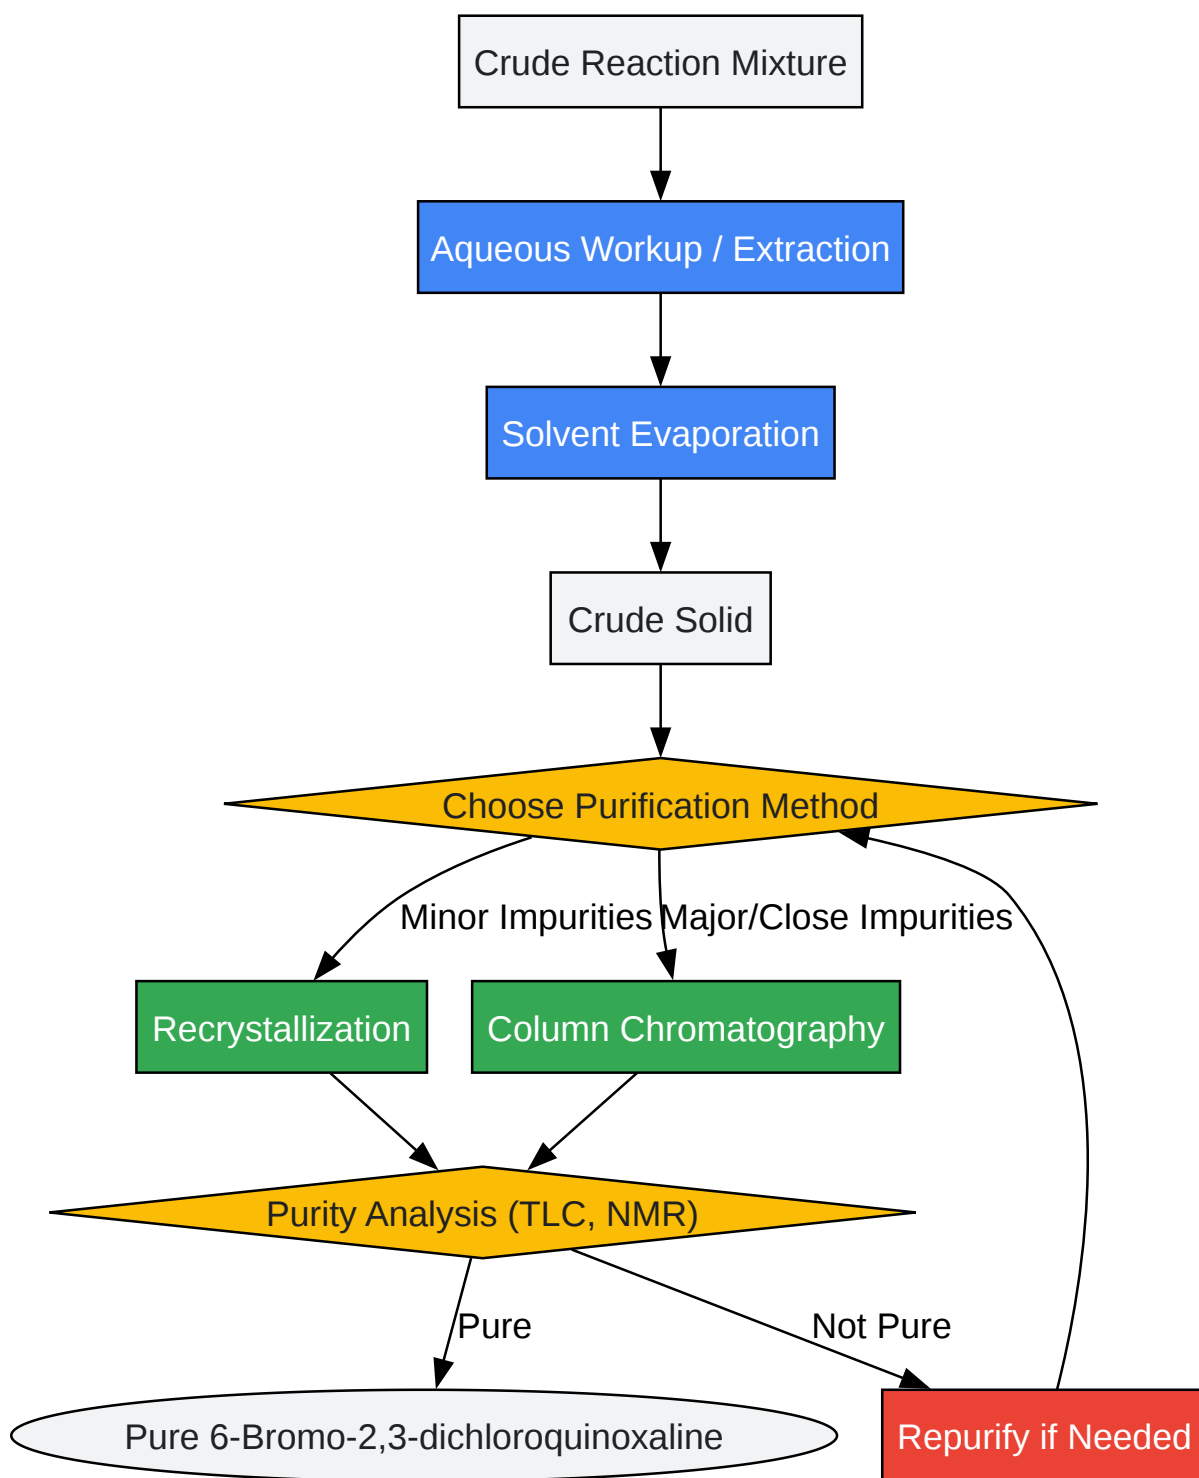 Crude Reaction Mixture
Aqueous Workup / Extraction
Solvent Evaporation
Crude Solid
Choose Purification Method
Minor Impurities
Major/Close Impurities
Recrystallization
Column Chromatography
Purity Analysis (TLC, NMR)
Pure
Not Pure
Pure 6-Bromo-2,3-dichloroquinoxaline
Repurify if Needed